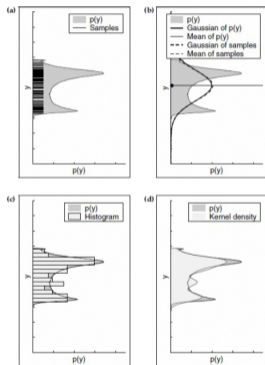 (a)
p(y)
Samples
y
p(y)
(b)
p(y)
Gaussian of p(y)
Mean of p(y)
Gaussian of samples
Mean of samples
y
p(y)
(c)
p(y)
Histogram
y
p(y)
(d)
p(y)
Kernel density
y
p(y)